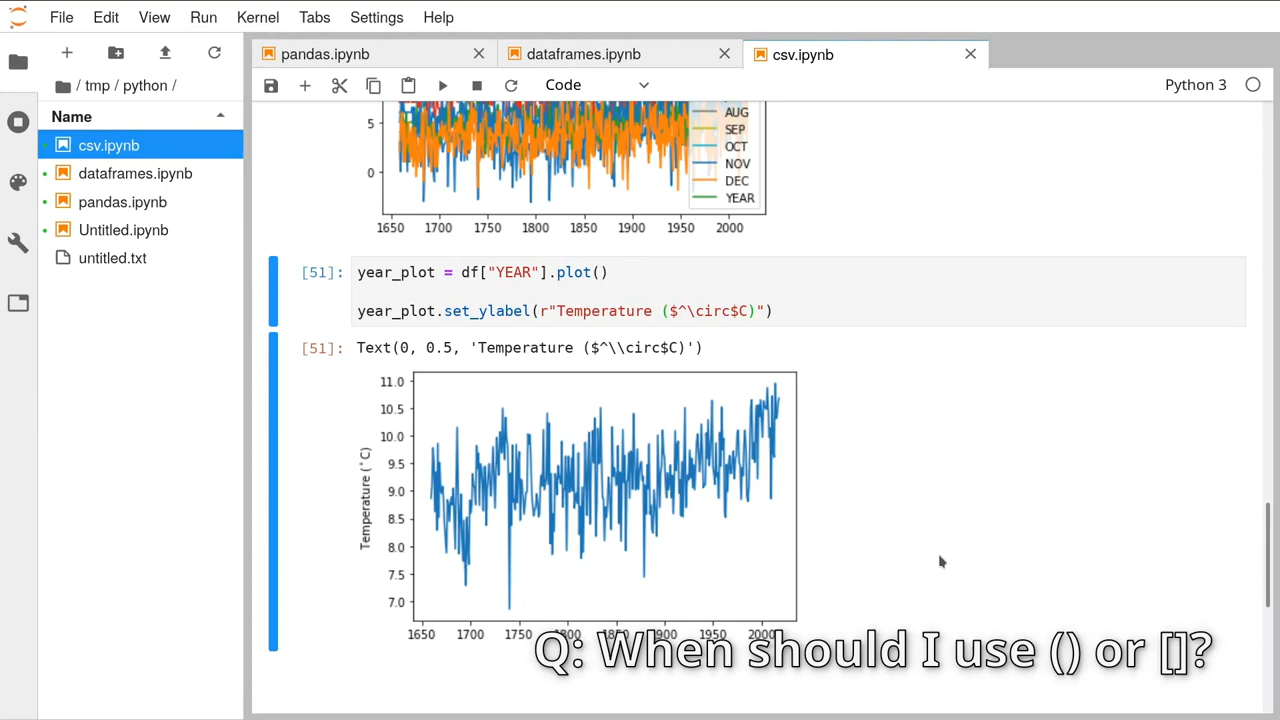 File Edit View Run Kernel Tabs Settings Help
pandas.ipynb dataframes.ipynb csv.ipynb
/ tmp / python /
Code Python 3
Name
csv.ipynb
dataframes.ipynb
pandas.ipynb
Untitled.ipynb
untitled.txt
5
0
AUG
SEP
OCT
NOV
DEC
YEAR
1650 1700 1750 1800 1850 1900 1950 2000
[51]: year_plot = df["YEAR"].plot()
year_plot.set_ylabel(r"Temperature ($^\circ$C)")
[51]: Text(0, 0.5, 'Temperature ($^\\circ$C)')
11.0
10.5
10.0
9.5
9.0
8.5
8.0
7.5
7.0
Temperature (°C)
1650 1700 1750 1800 1850 1900 1950 2000
Q: When should I use () or []?